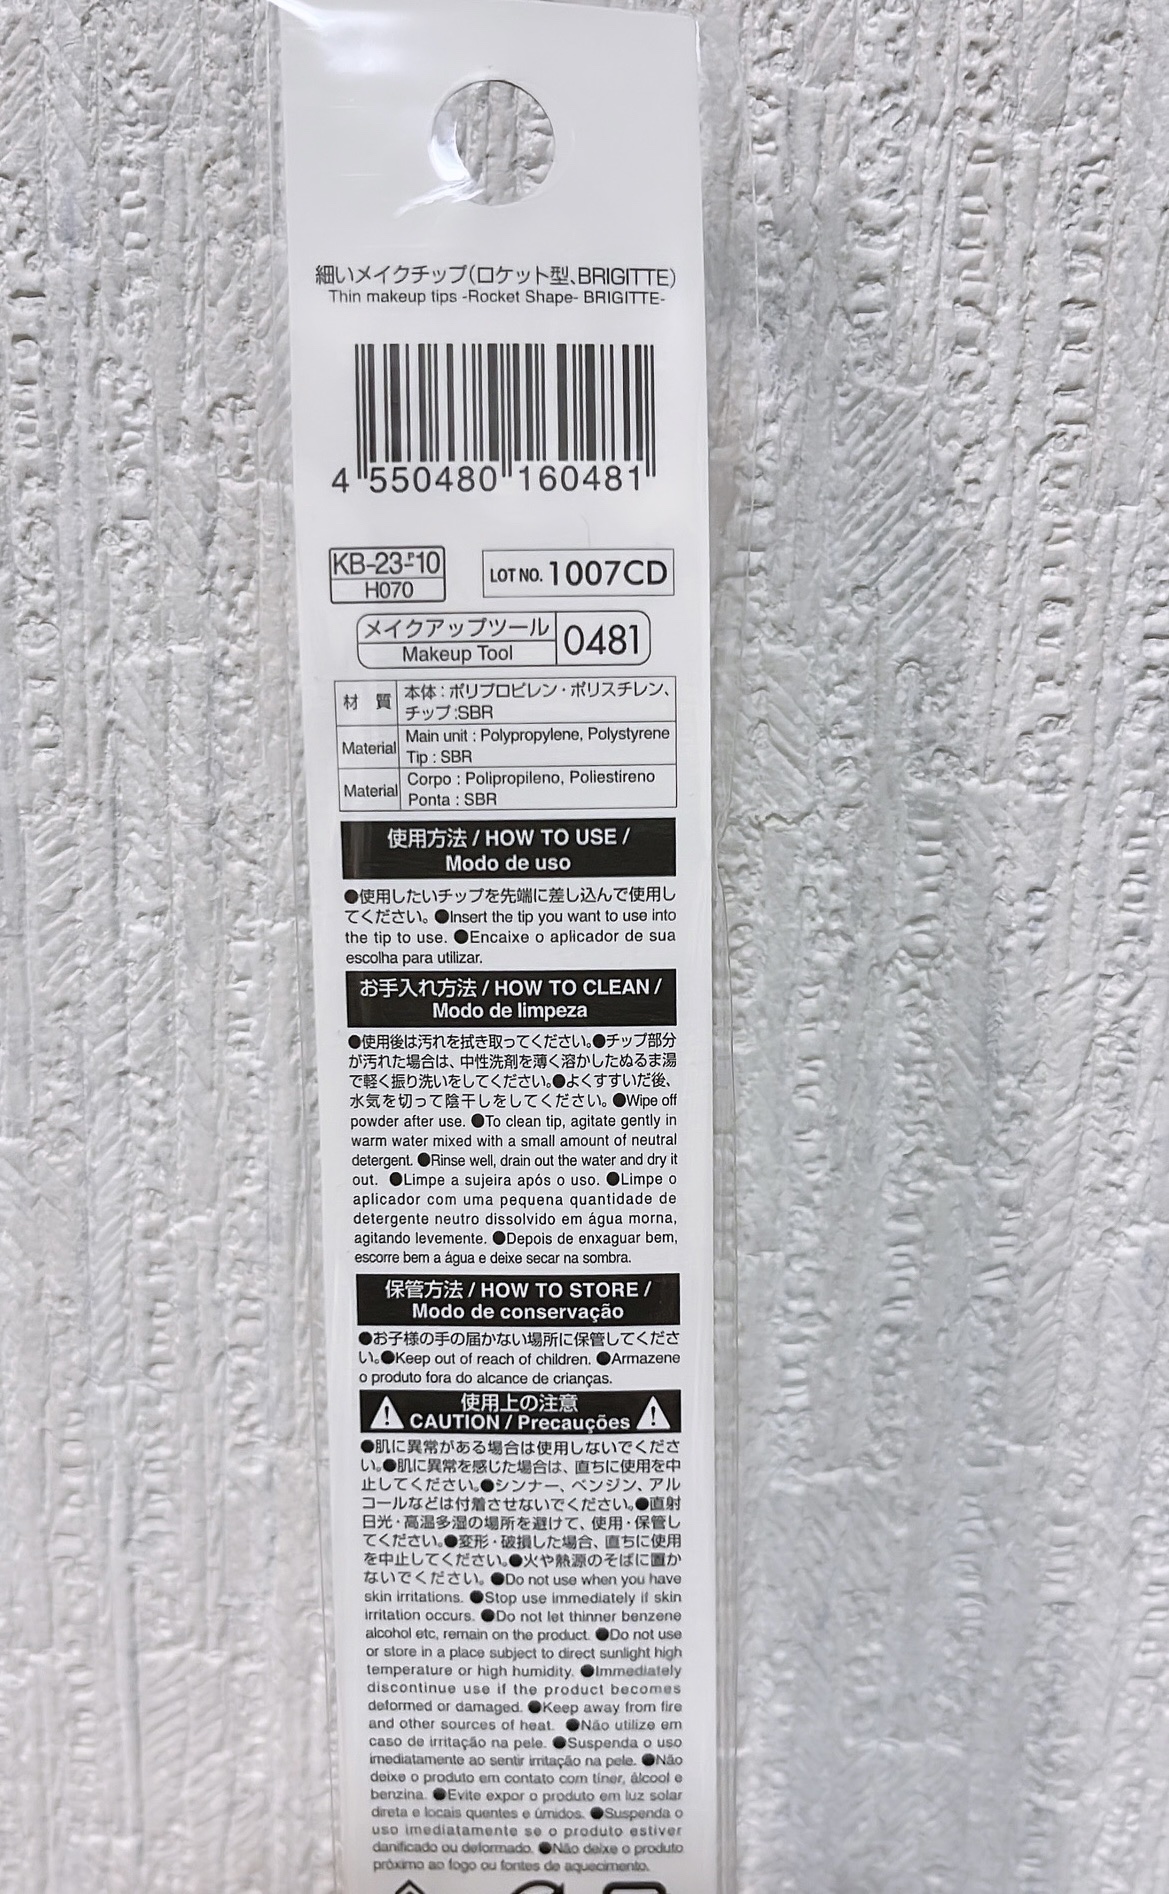 細いメイクチップ(ロケット型、BRIGITTE)
Thin makeup tips -Rocket Shape- BRIGITTE-
4 550480 160481
KB-23-P10
H070
LOT NO. 1007CD
メイクアップツール
Makeup Tool
0481
材 質
本体:ポリプロピレン・ポリスチレン、
チップ:SBR
Material
Main unit : Polypropylene, Polystyrene
Tip : SBR
Material
Corpo : Polipropileno, Poliestireno
Ponta : SBR
使用方法 / HOW TO USE /
Modo de uso
●使用したいチップを先端に差し込んで使用し
てください。●Insert the tip you want to use into
the tip to use. ●Encaixe o aplicador de sua
escolha para utilizar.
お手入れ方法 / HOW TO CLEAN /
Modo de limpeza
●使用後は汚れを拭き取ってください。●チップ部分
が汚れた場合は、中性洗剤を薄く溶かしたぬるま湯
で軽く振り洗いをしてください。●よくすすいだ後、
水気を切って陰干しをしてください。●Wipe off
powder after use. ●To clean tip, agitate gently in
warm water mixed with a small amount of neutral
detergent. ●Rinse well, drain out the water and dry it
out. ●Limpe a sujeira após o uso. ●Limpe o
aplicador com uma pequena quantidade de
detergente neutro dissolvido em água morna,
agitando levemente. ●Depois de enxaguar bem,
escorre bem a água e deixe secar na sombra.
保管方法 / HOW TO STORE /
Modo de conservação
●お子様の手の届かない場所に保管してくださ
い。●Keep out of reach of children. ●Armazene
o produto fora do alcance de crianças.
使用上の注意
CAUTION / Precauções
●肌に異常がある場合は使用しないでくださ
い。●肌に異常を感じた場合は、直ちに使用を中
止してください。●シンナー、ベンジン、アル
コールなどは付着させないでください。●直射
日光・高温多湿の場所を避けて、使用・保管し
てください。●変形・破損した場合、直ちに使用
を中止してください。●火や熱源のそばに置か
ないでください。●Do not use when you have
skin irritations. ●Stop use immediately if skin
irritation occurs. ●Do not let thinner benzene
alcohol etc, remain on the product. ●Do not use
or store in a place subject to direct sunlight high
temperature or high humidity. ●Immediately
discontinue use if the product becomes
deformed or damaged. ●Keep away from fire
and other sources of heat. ●Não utilize em
caso de irritação na pele. ●Suspenda o uso
imediatamente ao sentir irritação na pele. ●Não
deixe o produto em contato com tíner, álcool e
benzina. ●Evite expor o produto em luz solar
direta e locais quentes e úmidos. ●Suspenda o
uso imediatamente se o produto estiver
danificado ou deformado. ●Não deixe o produto
próximo ao fogo ou fontes de aquecimento.